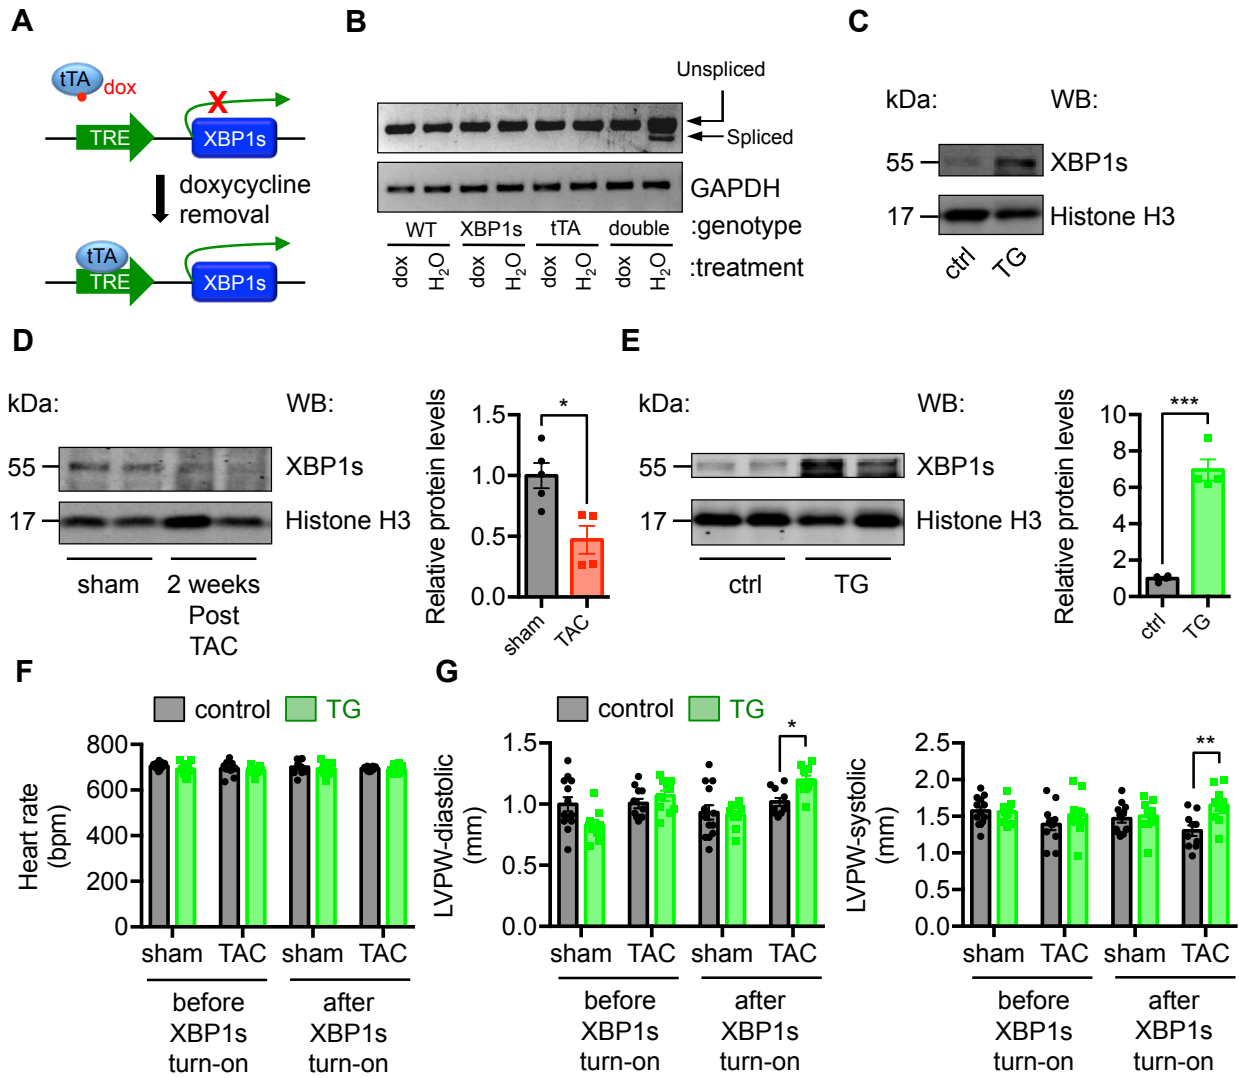 A
tTA
dox
X
TRE
XBP1s
doxycycline
removal
tTA
TRE
XBP1s
B
Unspliced
Spliced
GAPDH
WT XBP1s tTA double :genotype
dox H2O dox H2O dox H2O dox H2O :treatment
C
kDa: WB:
55 XBP1s
17 Histone H3
ctrl TG
D
kDa: WB:
55 XBP1s
17 Histone H3
sham 2 weeks
Post
TAC
Relative protein levels
1.5
1.0
0.5
0.0
*
sham TAC
E
kDa: WB:
55 XBP1s
17 Histone H3
ctrl TG
Relative protein levels
10
8
6
4
2
0
***
ctrl TG
F
control TG
Heart rate
(bpm)
800
600
400
200
0
sham TAC sham TAC
before
XBP1s
turn-on
after
XBP1s
turn-on
G
control TG
LVPW-diastolic
(mm)
1.5
1.0
0.5
0.0
*
sham TAC sham TAC
before
XBP1s
turn-on
after
XBP1s
turn-on
LVPW-systolic
(mm)
2.5
2.0
1.5
1.0
0.5
0.0
**
sham TAC sham TAC
before
XBP1s
turn-on
after
XBP1s
turn-on